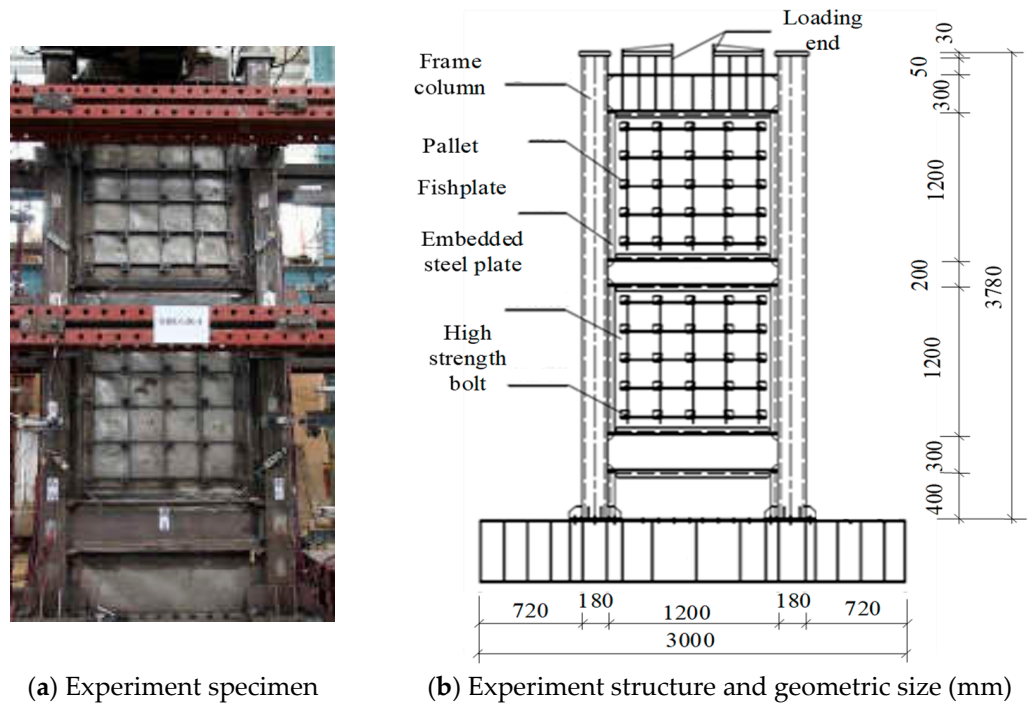 Loading
end
Frame
column
Pallet
Fishplate
Embedded
steel plate
High
strength
bolt
30
50
300
1200
200
1200
300
400
3780
720
180
1200
180
720
3000
(a) Experiment specimen
(b) Experiment structure and geometric size (mm)